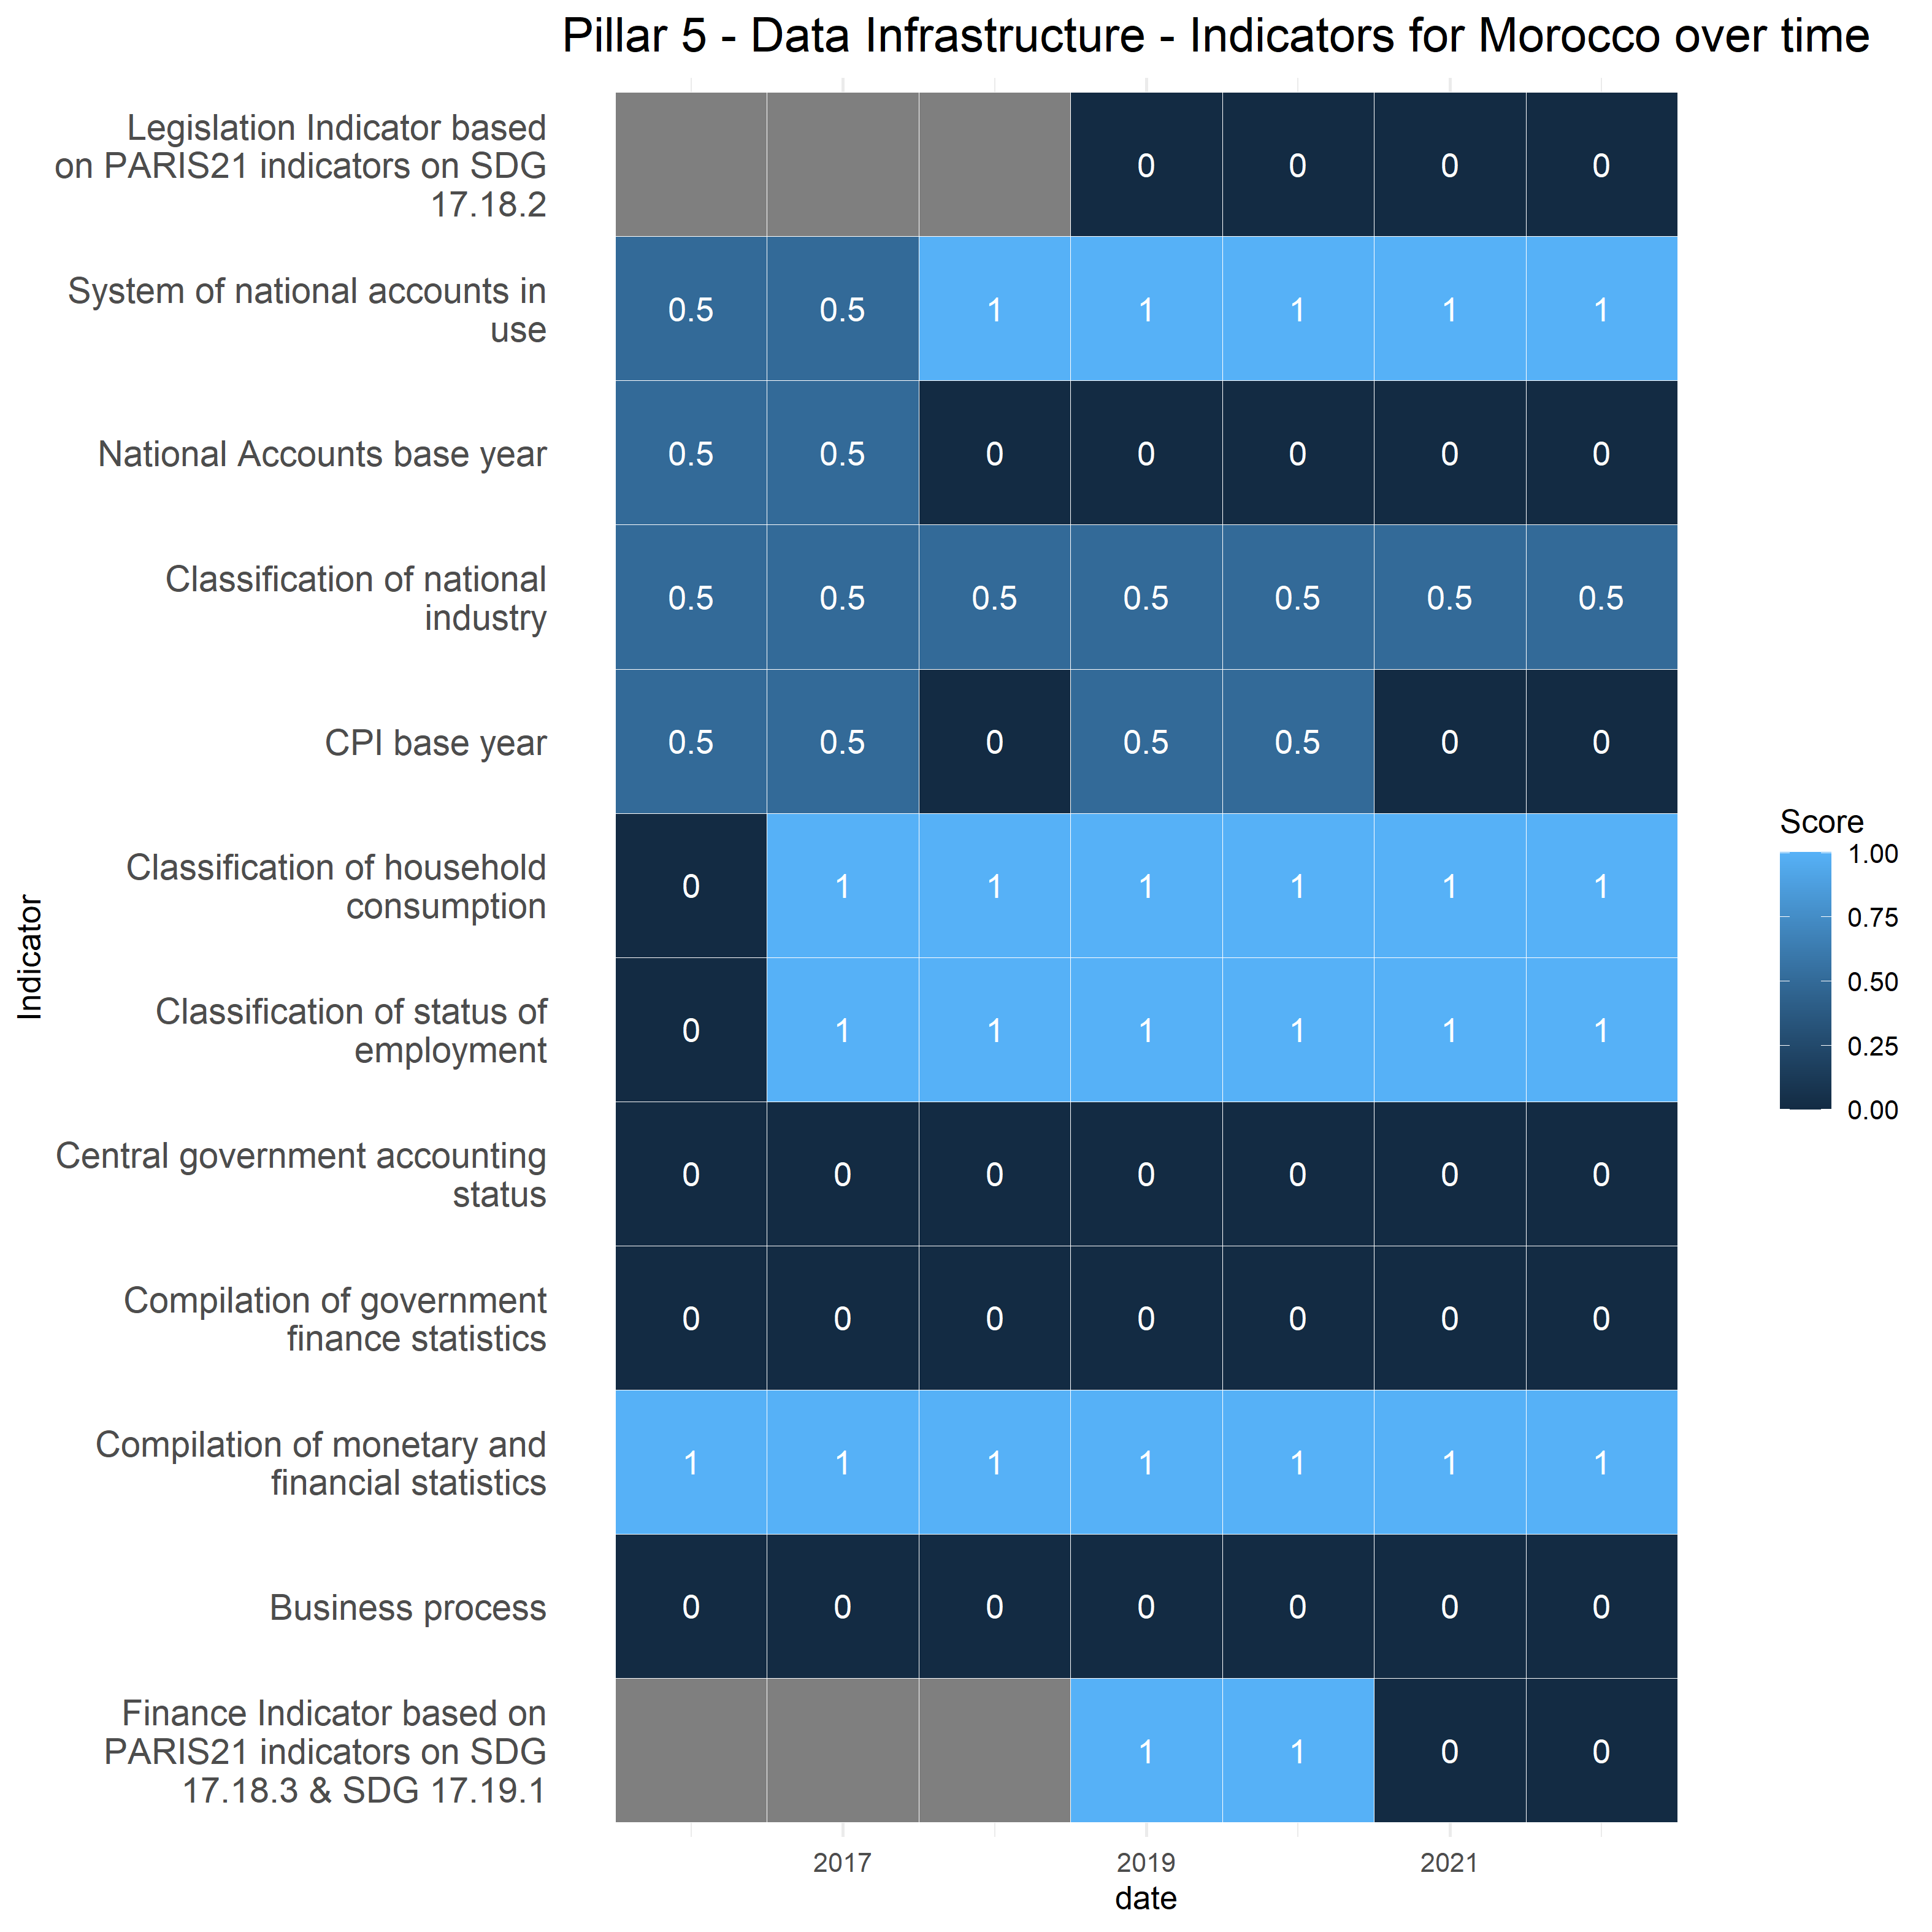 Pillar 5 - Data Infrastructure - Indicators for Morocco over time
Legislation Indicator based
on PARIS21 indicators on SDG
17.18.2
0 0 0 0
System of national accounts in
use
0.5 0.5 1 1 1 1 1
National Accounts base year
0.5 0.5 0 0 0 0 0
Classification of national
industry
0.5 0.5 0.5 0.5 0.5 0.5 0.5
CPI base year
0.5 0.5 0 0.5 0.5 0 0
Classification of household
consumption
0 1 1 1 1 1 1
Classification of status of
employment
0 1 1 1 1 1 1
Central government accounting
status
0 0 0 0 0 0 0
Compilation of government
finance statistics
0 0 0 0 0 0 0
Compilation of monetary and
financial statistics
1 1 1 1 1 1 1
Business process
0 0 0 0 0 0 0
Finance Indicator based on
PARIS21 indicators on SDG
17.18.3 & SDG 17.19.1
1 1 0 0
Indicator
2017 2019 2021
date
Score
1.00
0.75
0.50
0.25
0.00